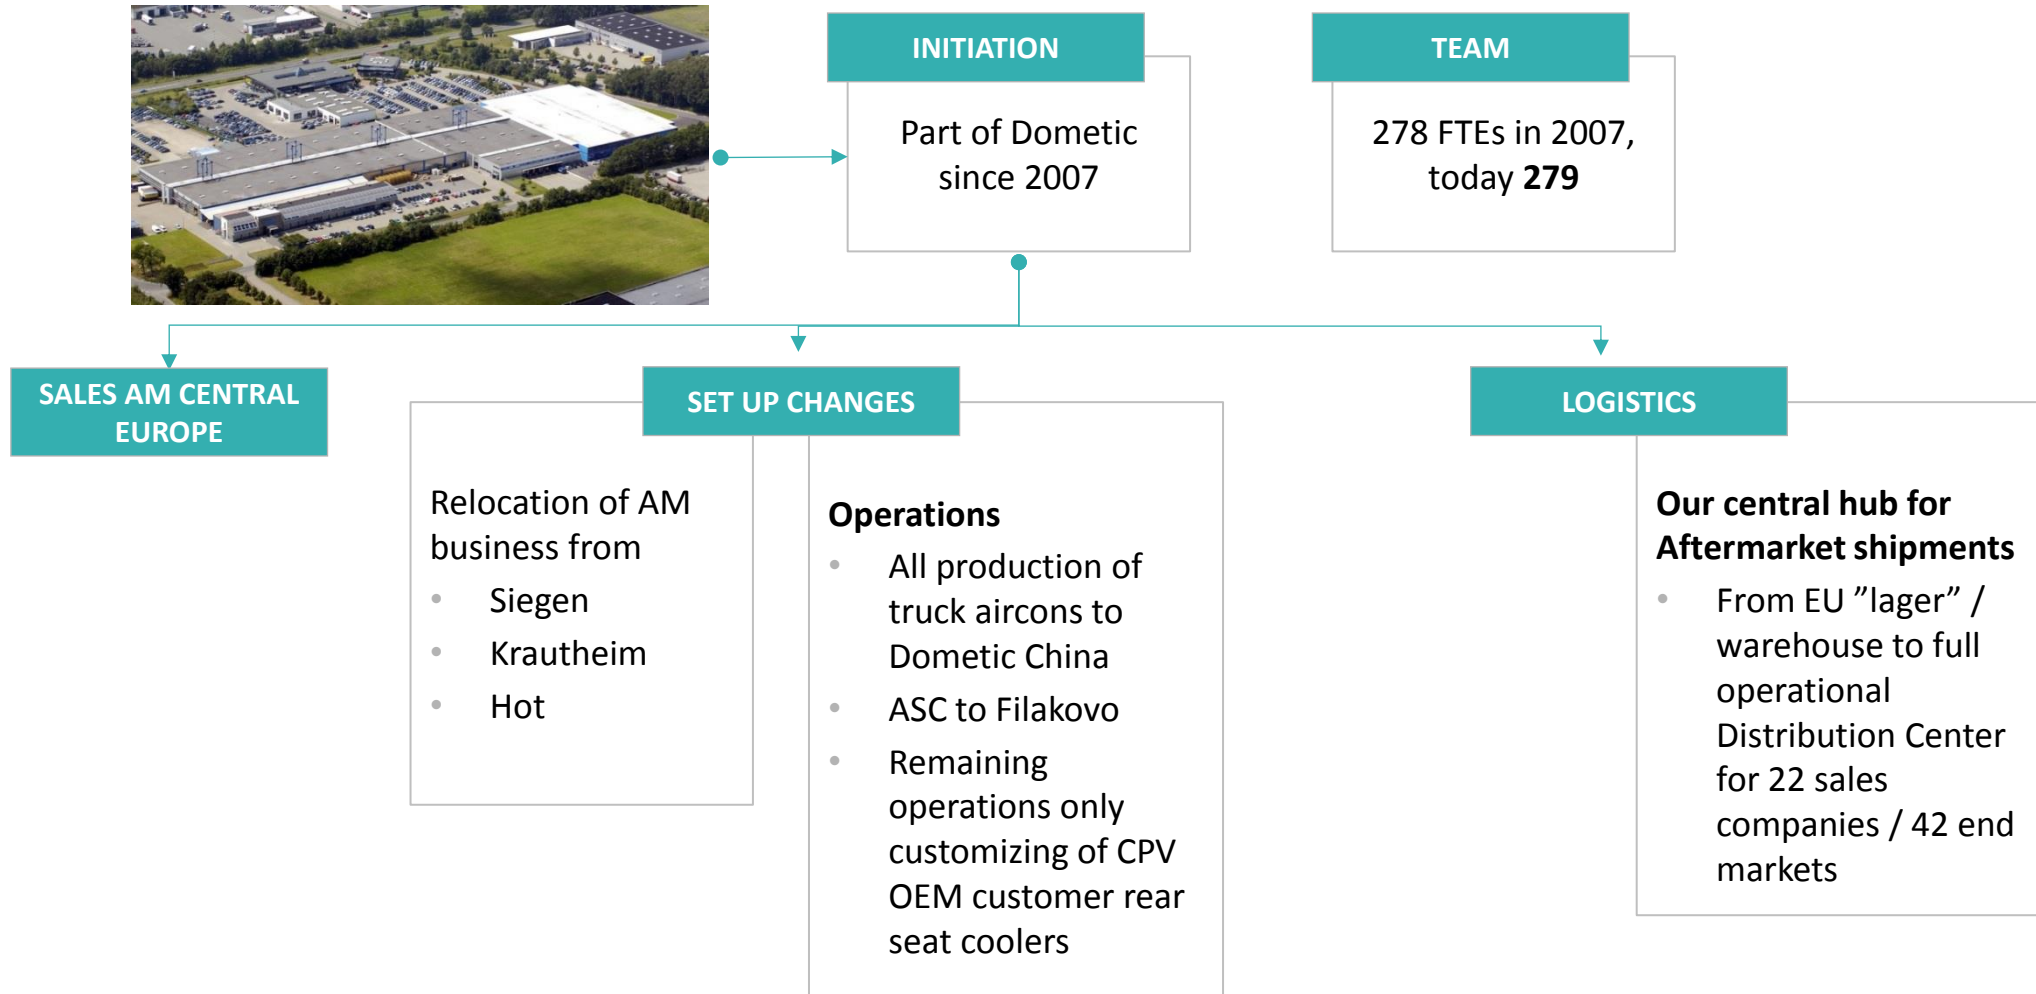 INITIATION
Part of Dometic
since 2007
TEAM
278 FTEs in 2007,
today 279
SALES AM CENTRAL
EUROPE
SET UP CHANGES
Relocation of AM
business from
• Siegen
• Krautheim
• Hot
Operations
• All production of
truck aircons to
Dometic China
• ASC to Filakovo
• Remaining
operations only
customizing of CPV
OEM customer rear
seat coolers
LOGISTICS
Our central hub for
Aftermarket shipments
• From EU ”lager” /
warehouse to full
operational
Distribution Center
for 22 sales
companies / 42 end
markets